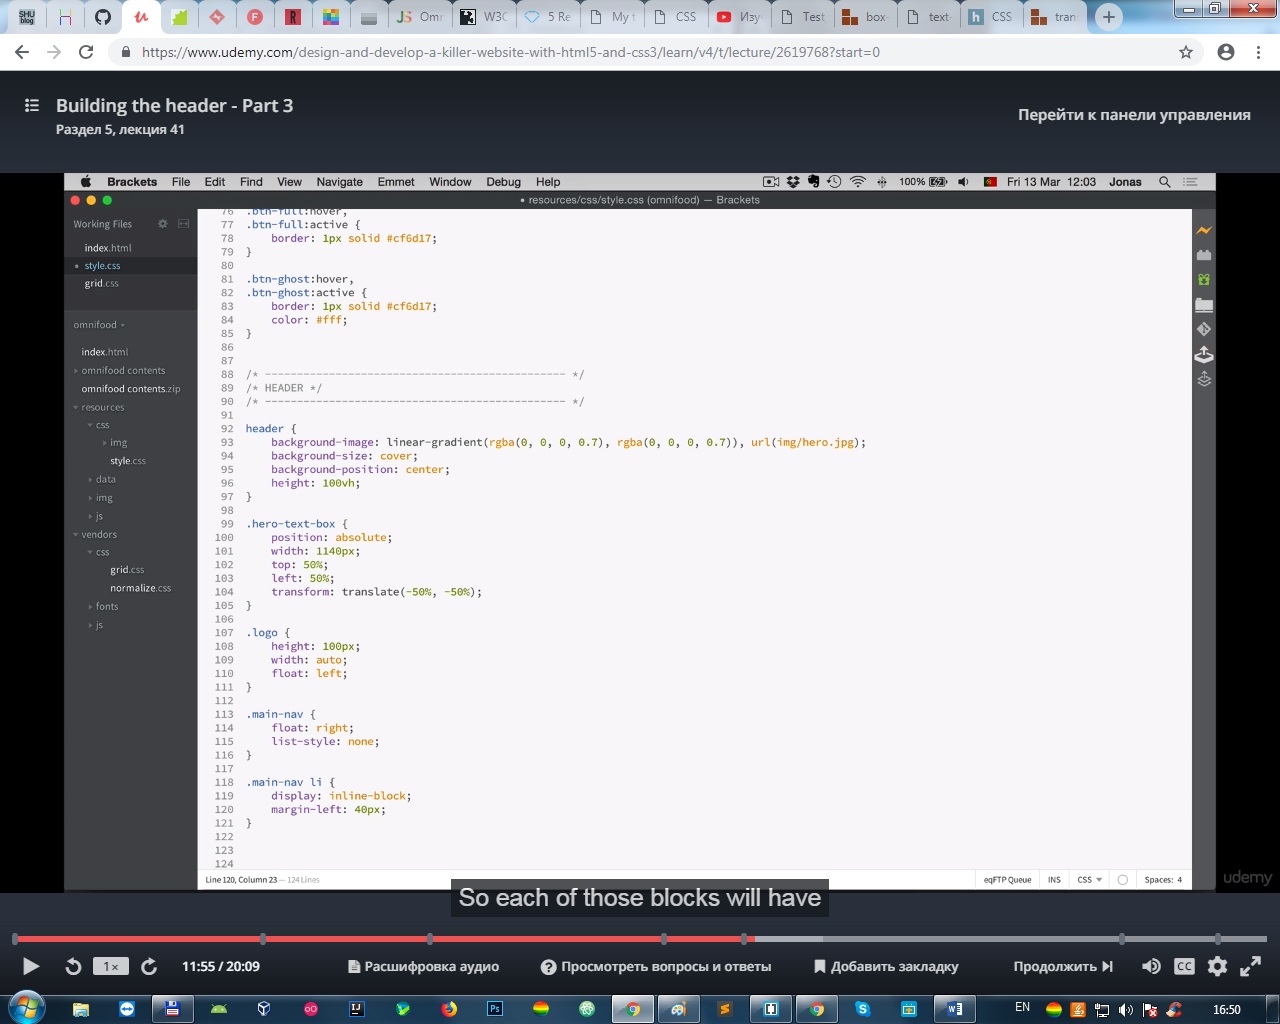 SHU
blog
Omr
W3C
5 Re
My t
CSS
Изу
Test
box-
text-
CSS
tran
https://www.udemy.com/design-and-develop-a-killer-website-with-html5-and-css3/learn/v4/t/lecture/2619768?start=0
Building the header - Part 3
Раздел 5, лекция 41
Перейти к панели управления
Brackets File Edit Find View Navigate Emmet Window Debug Help 100% Fri 13 Mar 12:03 Jonas
• resources/css/style.css (omnifood) — Brackets
Working Files
index.html
style.css
grid.css
omnifood
index.html
omnifood contents
omnifood contents.zip
resources
css
img
style.css
data
img
js
vendors
css
grid.css
normalize.css
fonts
js
76 .btn-full:hover,
77 .btn-full:active {
78 border: 1px solid #cf6d17;
79 }
80
81 .btn-ghost:hover,
82 .btn-ghost:active {
83 border: 1px solid #cf6d17;
84 color: #fff;
85 }
86
87
88 /* ----------------------------------------------- */
89 /* HEADER */
90 /* ----------------------------------------------- */
91
92 header {
93 background-image: linear-gradient(rgba(0, 0, 0, 0.7), rgba(0, 0, 0, 0.7)), url(img/hero.jpg);
94 background-size: cover;
95 background-position: center;
96 height: 100vh;
97 }
98
99 .hero-text-box {
100 position: absolute;
101 width: 1140px;
102 top: 50%;
103 left: 50%;
104 transform: translate(-50%, -50%);
105 }
106
107 .logo {
108 height: 100px;
109 width: auto;
110 float: left;
111 }
112
113 .main-nav {
114 float: right;
115 list-style: none;
116 }
117
118 .main-nav li {
119 display: inline-block;
120 margin-left: 40px;
121 }
122
123
124
Line 120, Column 23 — 124 Lines
eqFTP Queue INS CSS Spaces: 4
udemy
So each of those blocks will have
1× 11:55 / 20:09 Расшифровка аудио Просмотреть вопросы и ответы Добавить закладку Продолжить CC
EN 16:50